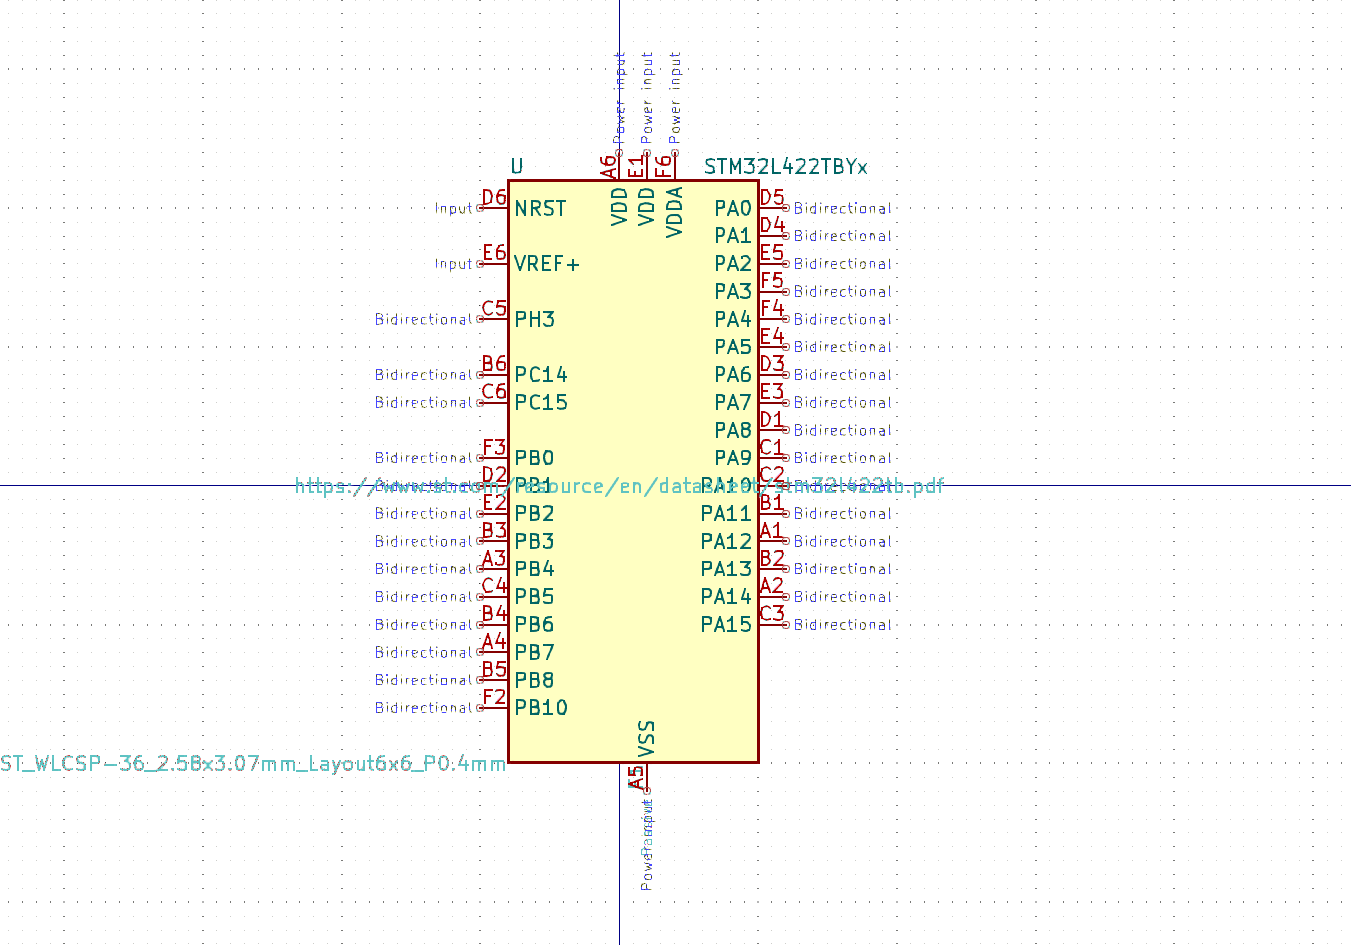 Power input
Power input
Power input
A6
E1
F6
U
STM32L422TBYx
VDD
VDD
VDDA
Input D6 NRST
PA0 D5 Bidirectional
PA1 D4 Bidirectional
Input E6 VREF+
PA2 E5 Bidirectional
PA3 F5 Bidirectional
Bidirectional C5 PH3
PA4 F4 Bidirectional
PA5 E4 Bidirectional
Bidirectional B6 PC14
PA6 D3 Bidirectional
Bidirectional C6 PC15
PA7 E3 Bidirectional
PA8 D1 Bidirectional
Bidirectional F3 PB0
PA9 C1 Bidirectional
Bidirectional D2 PB1
https://www.st.com/resource/en/datasheet/stm32l422tb.pdf
PA10 C2 Bidirectional
Bidirectional E2 PB2
PA11 B1 Bidirectional
Bidirectional B3 PB3
PA12 A1 Bidirectional
Bidirectional A3 PB4
PA13 B2 Bidirectional
Bidirectional C4 PB5
PA14 A2 Bidirectional
Bidirectional B4 PB6
PA15 C3 Bidirectional
Bidirectional A4 PB7
Bidirectional B5 PB8
Bidirectional F2 PB10
VSS
ST_WLCSP-36_2.58x3.07mm_Layout6x6_P0.4mm
A5
Power input